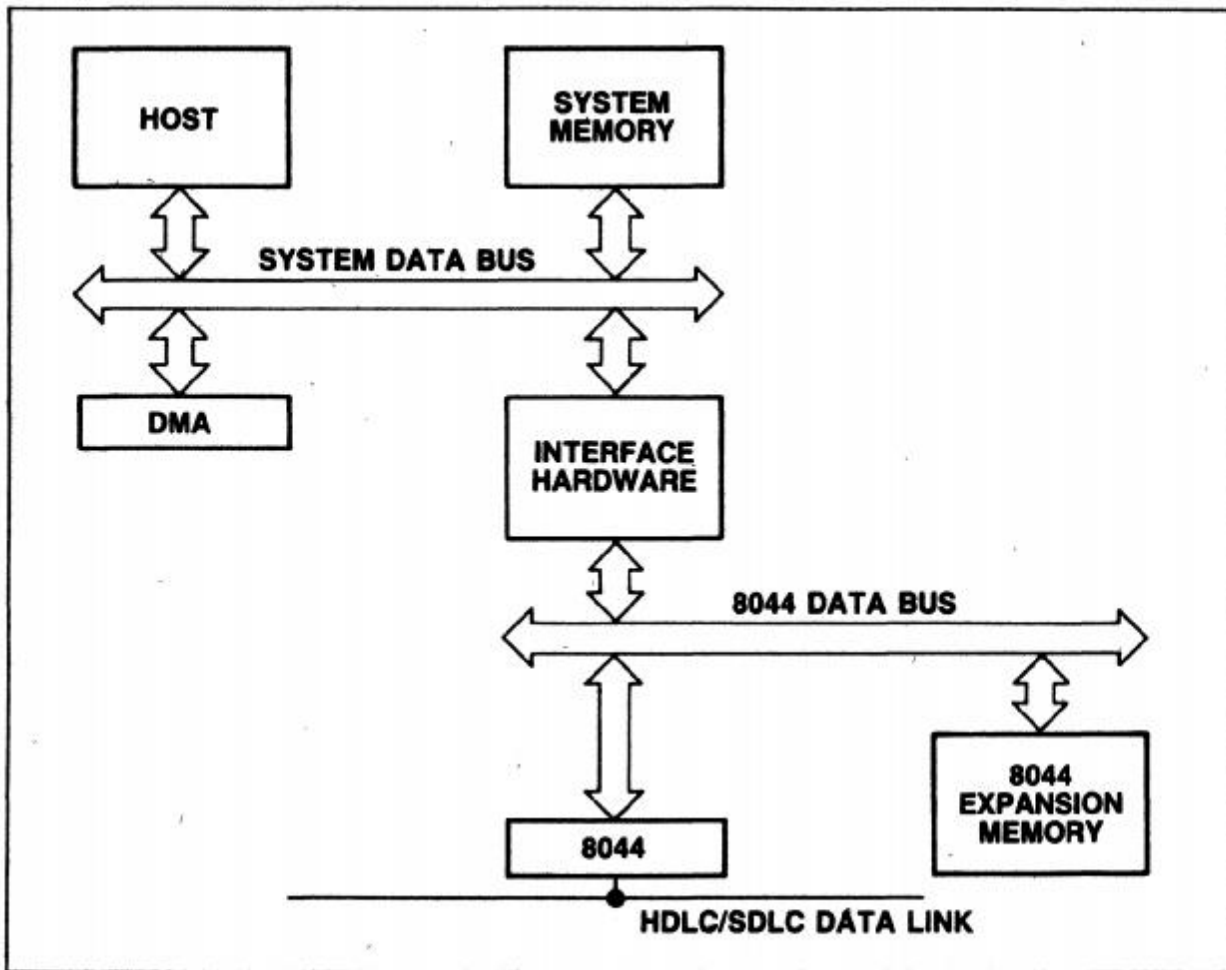 HOST
SYSTEM
MEMORY
SYSTEM DATA BUS
DMA
INTERFACE
HARDWARE
8044 DATA BUS
8044
EXPANSION
MEMORY
8044
HDLC/SDLC DATA LINK